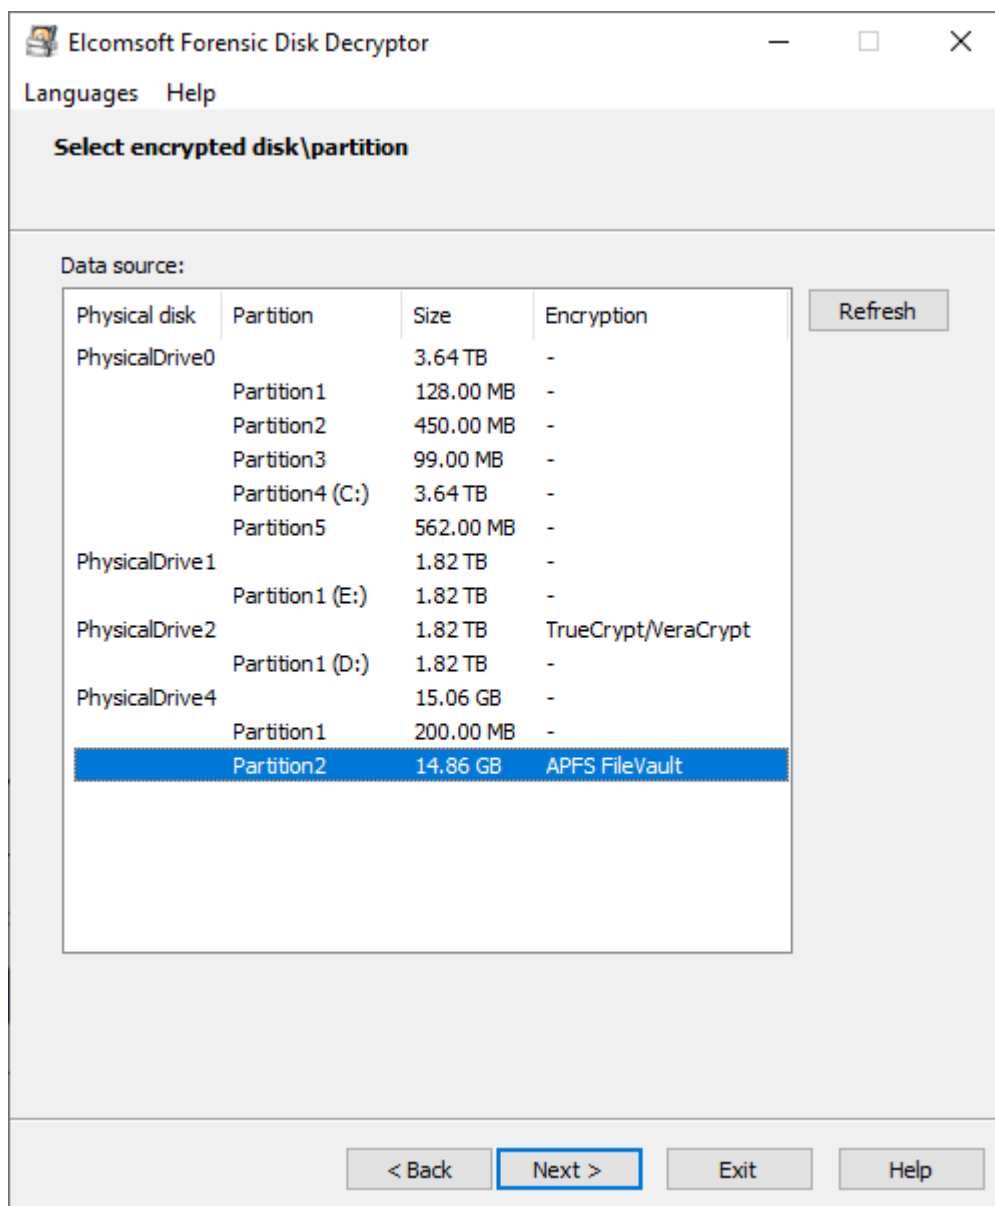 Elcomsoft Forensic Disk Decryptor
Languages Help
Select encrypted disk\partition
Data source:
Physical disk Partition Size Encryption Refresh
PhysicalDrive0 3.64 TB -
Partition1 128.00 MB -
Partition2 450.00 MB -
Partition3 99.00 MB -
Partition4 (C:) 3.64 TB -
Partition5 562.00 MB -
PhysicalDrive1 1.82 TB -
Partition1 (E:) 1.82 TB -
PhysicalDrive2 1.82 TB TrueCrypt/VeraCrypt
Partition1 (D:) 1.82 TB -
PhysicalDrive4 15.06 GB -
Partition1 200.00 MB -
Partition2 14.86 GB APFS FileVault
< Back Next > Exit Help